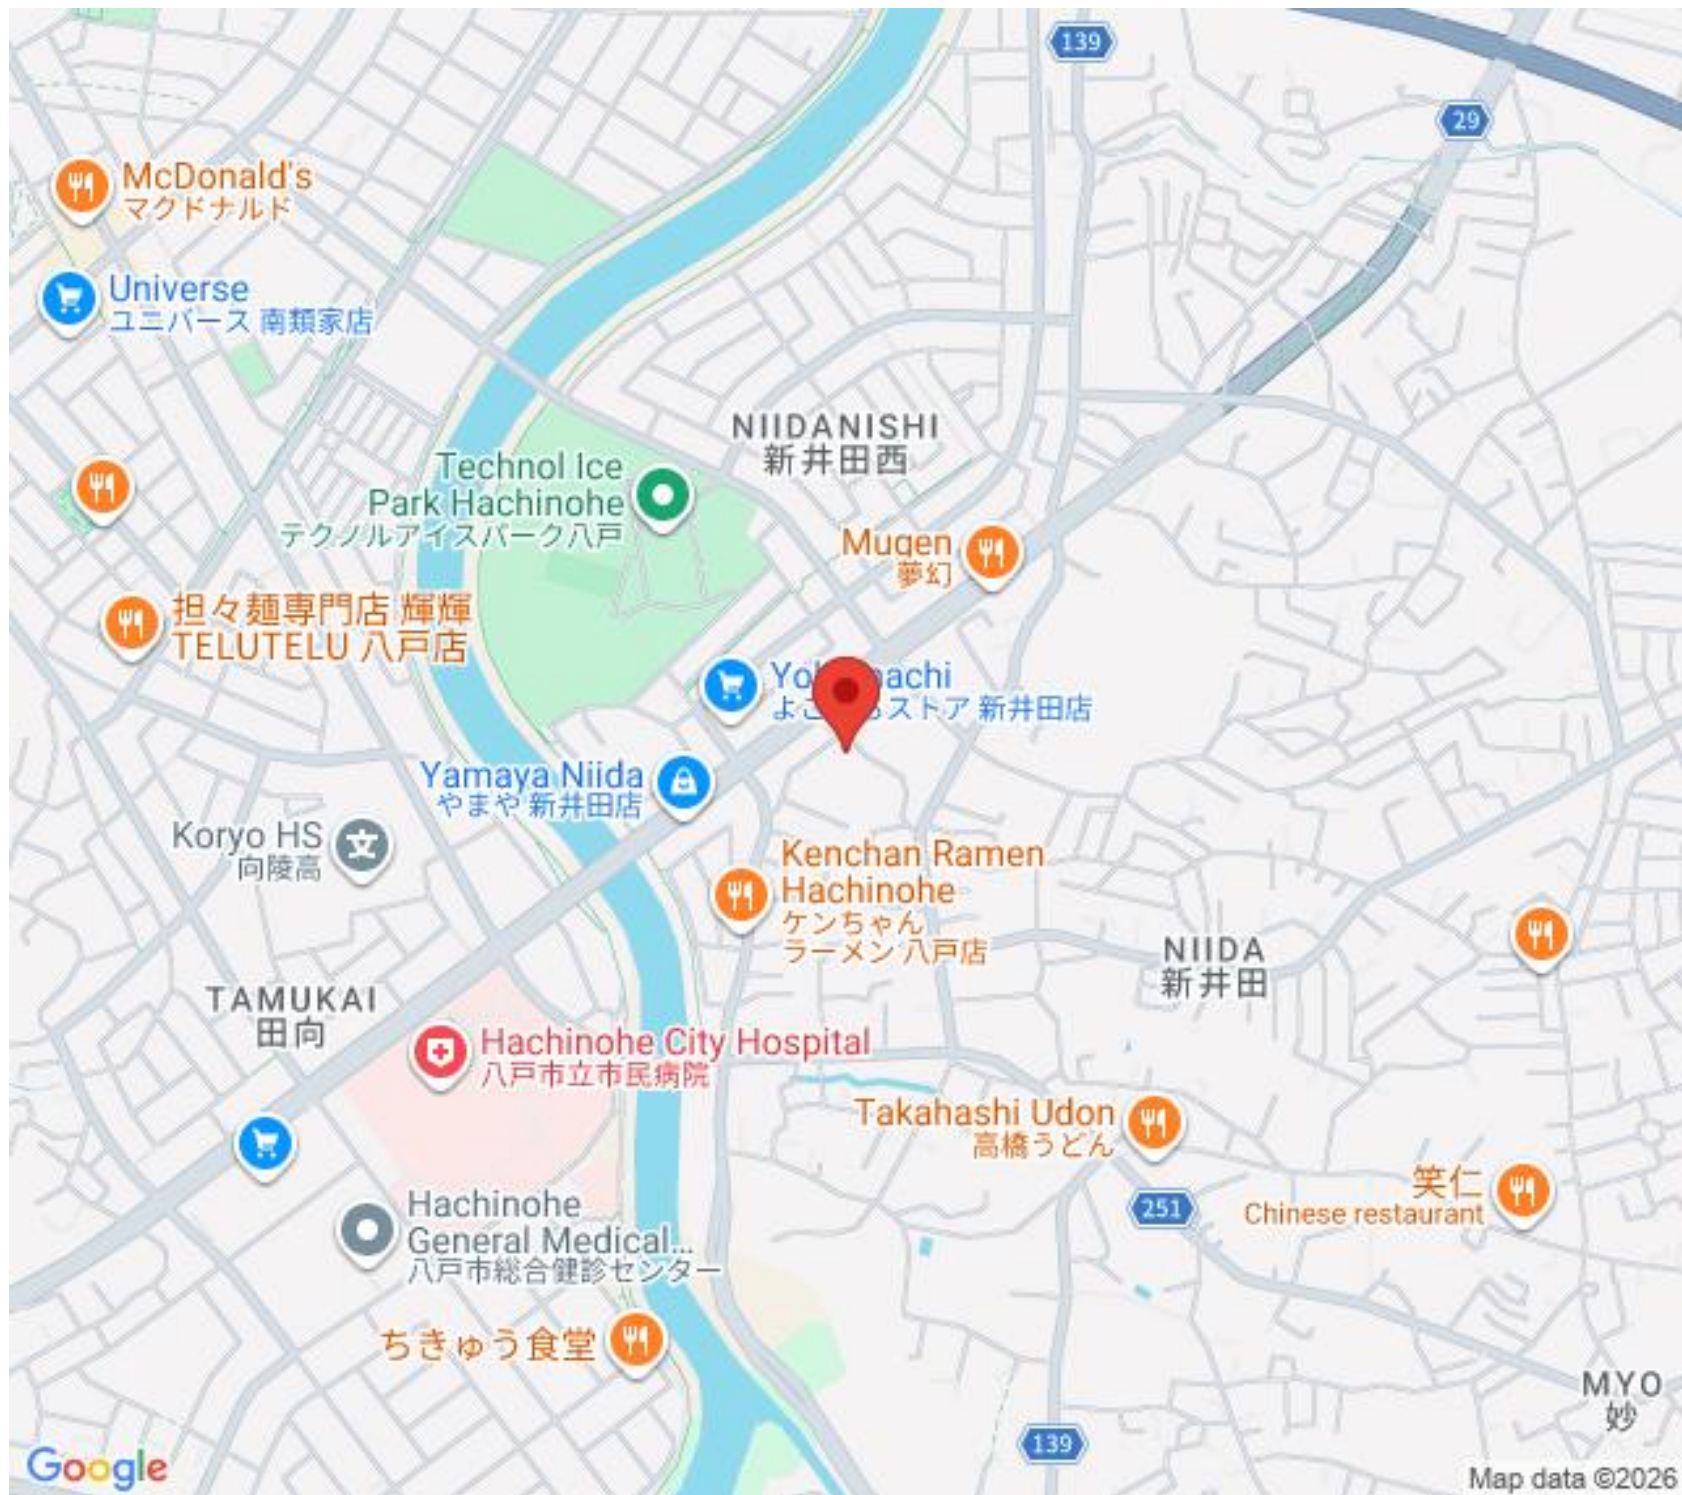 139
29
McDonald's
マクドナルド
Universe
ユニバース 南類家店
NIIDANISHI
新井田西
Technol Ice
Park Hachinohe
テクノルアイスパーク八戸
Mugen
夢幻
担々麺専門店 輝輝
TELUTELU 八戸店
ストア 新井田店
Yamaya Niida
やまや 新井田店
Koryo HS
向陵高
Kenchan Ramen
Hachinohe
ケンちゃん
ラーメン 八戸店
NIIDA
新井田
TAMUKAI
田向
Hachinohe City Hospital
八戸市立市民病院
Takahashi Udon
高橋うどん
251
笑仁
Chinese restaurant
Hachinohe
General Medical...
八戸市総合健診センター
ちきゅう食堂
MYO
妙
139
Google
Map data ©2026